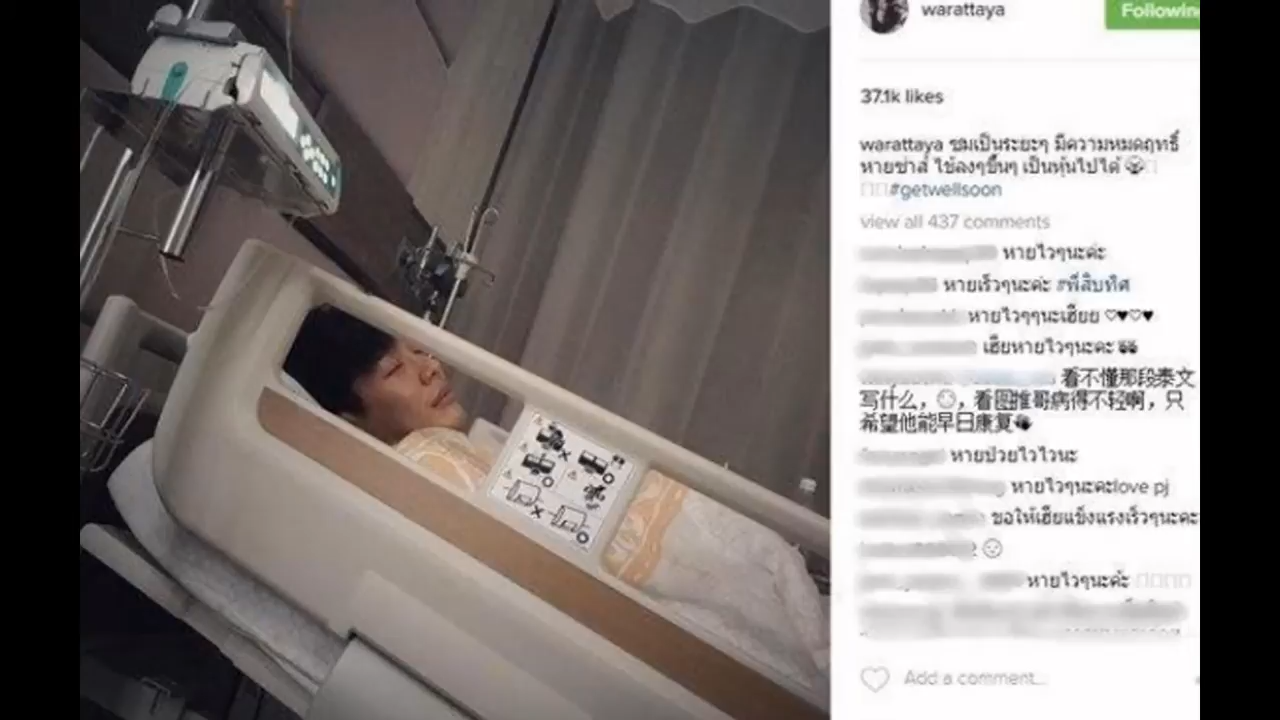 warattaya
Following
37.1k likes
warattaya ชมเป็นระยะๆ มีความหมดฤทธิ์
หายซ่าส์ ใช้ลงๆขึ้นๆ เป็นหุ้นไปได้
#getwellsoon
view all 437 comments
หายไวๆนะค่ะ
หายเร็วๆนะค่ะ #พี่สิบทิศ
หายไวๆๆนะเฮียย ♡♥♡♥
เฮียหายไวๆนะคะ
看不懂那段泰文
写什么，，看图维哥病得不轻啊，只
希望他能早日康复
หายป่วยไวไวนะ
หายไวๆนะคะlove pj
ขอให้เฮียแข็งแรงเร็วๆนะคะ
หายไวๆนะค้ะ
Add a comment...